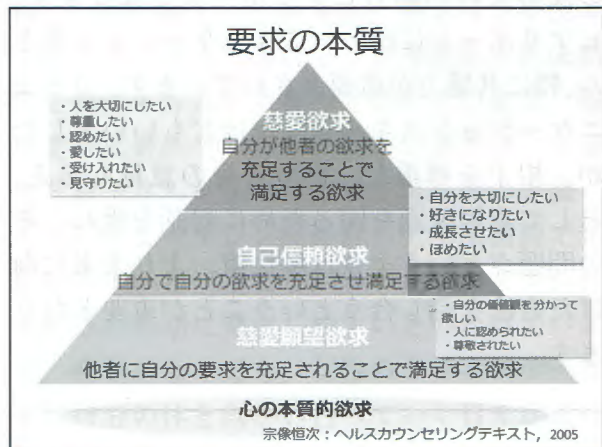 要求の本質
・人を大切にしたい
・尊重したい
・認めたい
・愛したい
・受け入れたい
・見守りたい
慈愛欲求
自分が他者の欲求を
充足することで
満足する欲求
・自分を大切にしたい
・好きになりたい
・成長させたい
・ほめたい
自己信頼欲求
自分で自分の欲求を充足させ満足する欲求
・自分の価値観を分かって
欲しい
・人に認められたい
・尊敬されたい
慈愛願望欲求
他者に自分の要求を充足されることで満足する欲求
心の本質的欲求
宗像恒次：ヘルスカウンセリングテキスト，2005